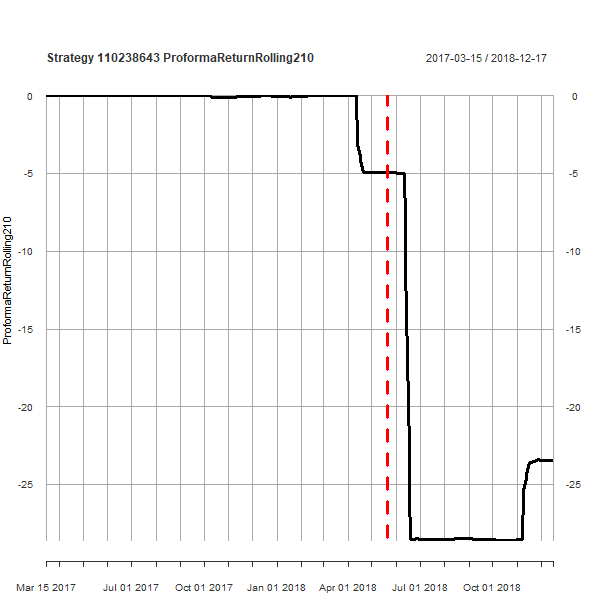 Strategy 110238643 ProformaReturnRolling210
2017-03-15 / 2018-12-17
0 0
-5 -5
-10 -10
-15 -15
-20 -20
-25 -25
ProformaReturnRolling210
Mar 15 2017 Jul 01 2017 Oct 01 2017 Jan 01 2018 Apr 01 2018 Jul 01 2018 Oct 01 2018